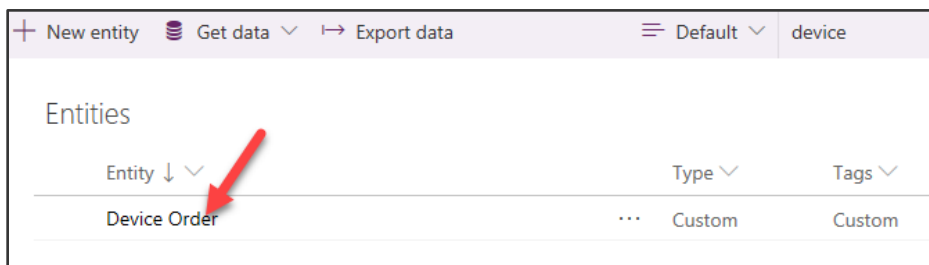 New entity Get data Export data Default device
Entities
Entity Type Tags
Device Order ... Custom Custom